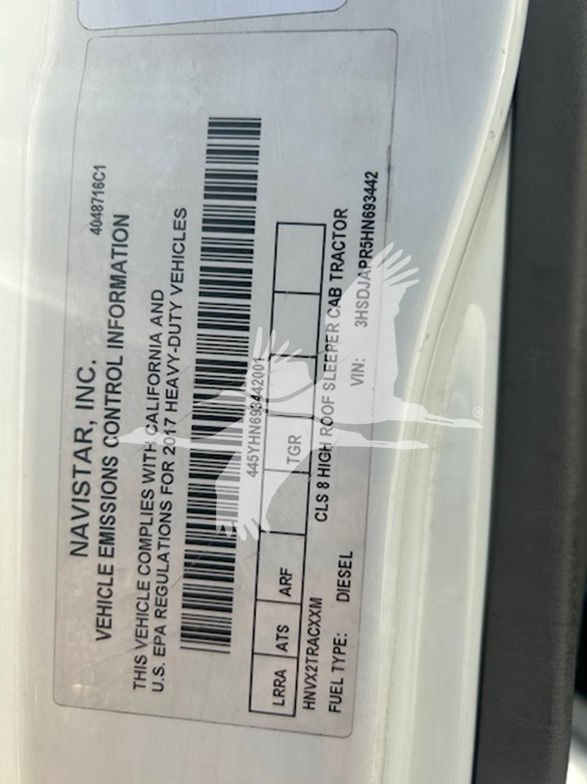 NAVISTAR, INC.
4048716C1
VEHICLE EMISSIONS CONTROL INFORMATION
THIS VEHICLE COMPLIES WITH CALIFORNIA AND
U.S. EPA REGULATIONS FOR 2017 HEAVY-DUTY VEHICLES
445YHN693442001
LRRA ATS ARF TGR
HNVX2TRACXXM CLS 8 HIGH ROOF SLEEPER CAB TRACTOR
FUEL TYPE: DIESEL VIN: 3HSDJAPR5HN693442
®